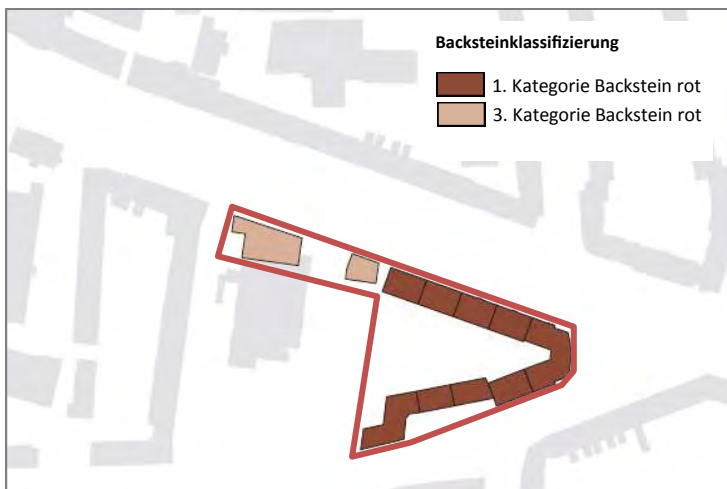 Backsteinklassifizierung
1. Kategorie Backstein rot
3. Kategorie Backstein rot